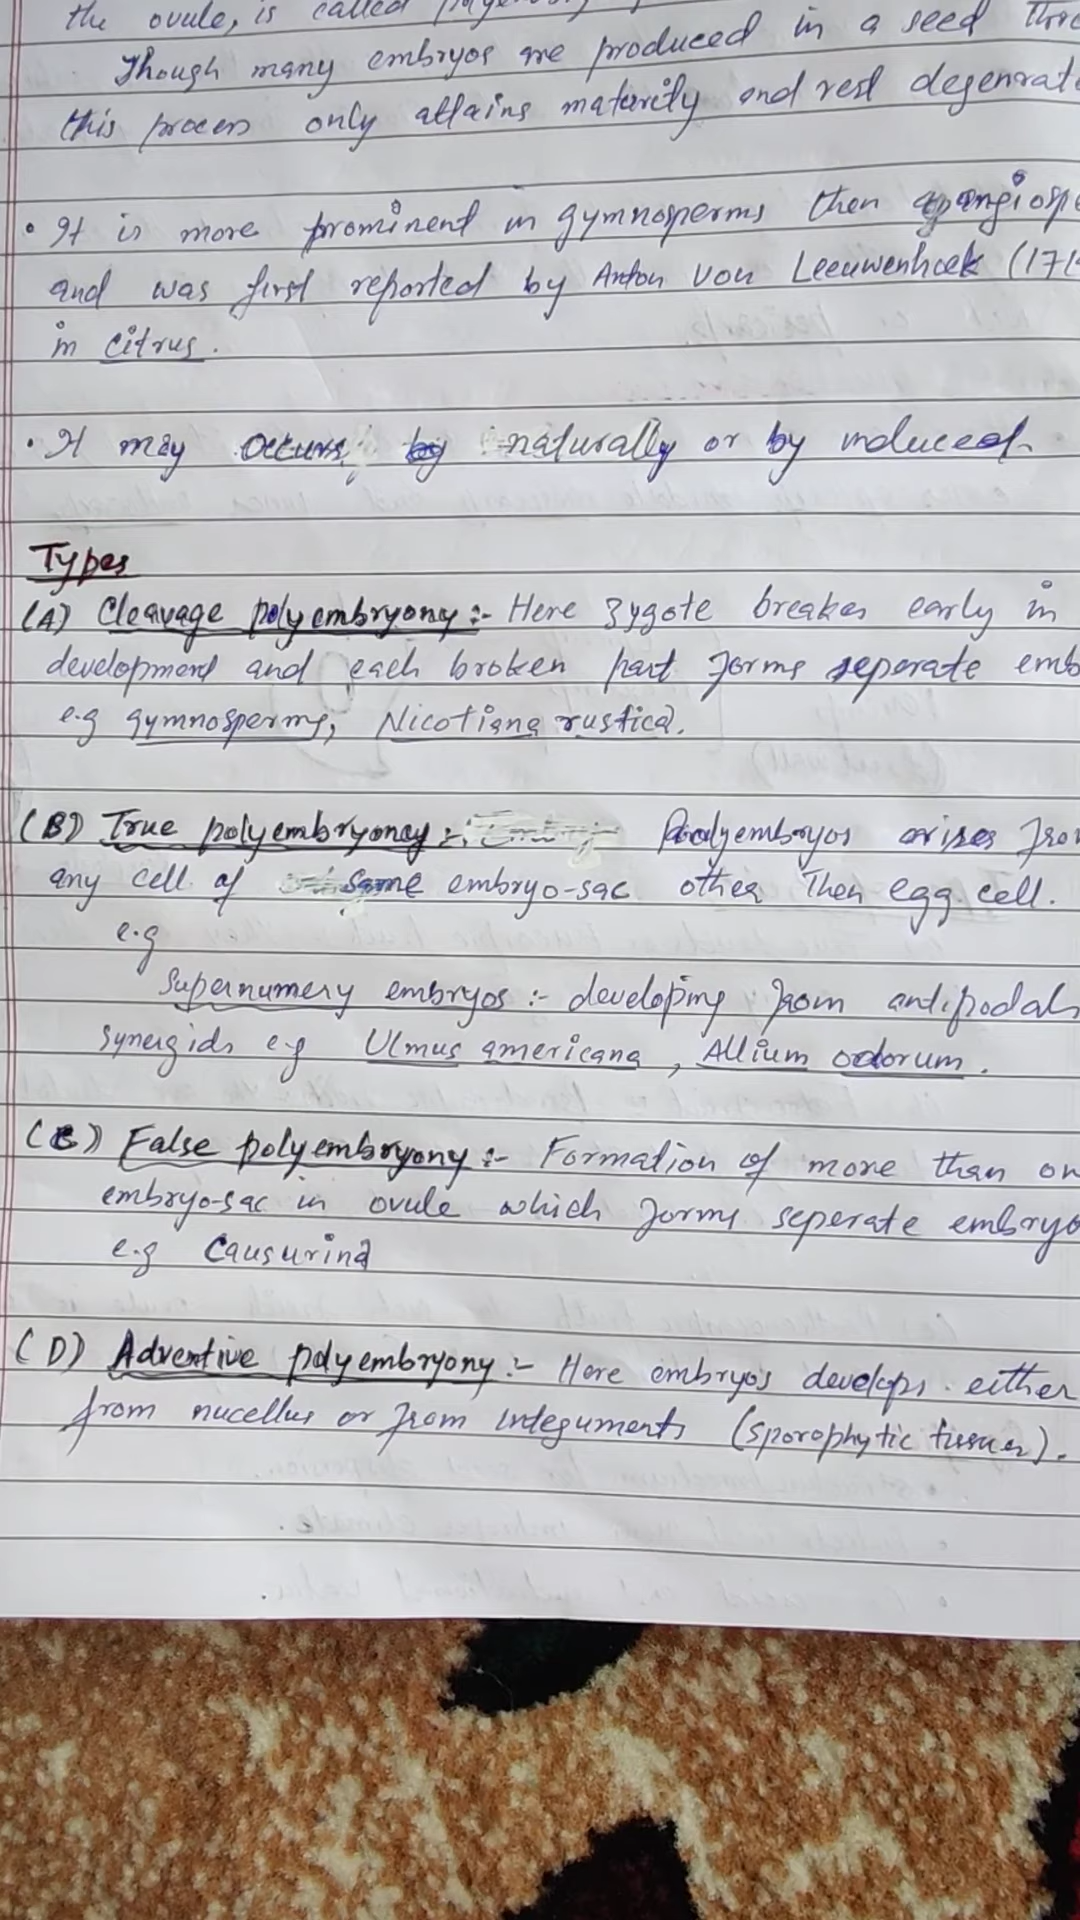 the ovule, is called
Though many embryos are produced in a seed
this process only attains maturity and rest degenerat
• It is more prominent in gymnosperms then angiospe
and was first reported by Anton von Leeuwenhoek (171
in citrus.
• It may occurs by naturally or by induced.
Types
(A) Cleavage polyembryony :- Here zygote breakes early in
development and each broken part forms seperate emb
e.g gymnosperms, Nicotiana rustica.
(B) True polyembryoney :- Poolyembryos arises from
any cell of same embryo-sac other then egg cell.
e.g
Supernumery embryos :- developing from antipodals
synergids e.g Ulmus americana, Allium odorum.
(C) False polyembryony :- Formation of more than on
embryo-sac in ovule which forms seperate embryo
e.g Causurina
(D) Adventive polyembryony :- Here embryos develops either
from nucellus or from integuments (sporophytic tissues).